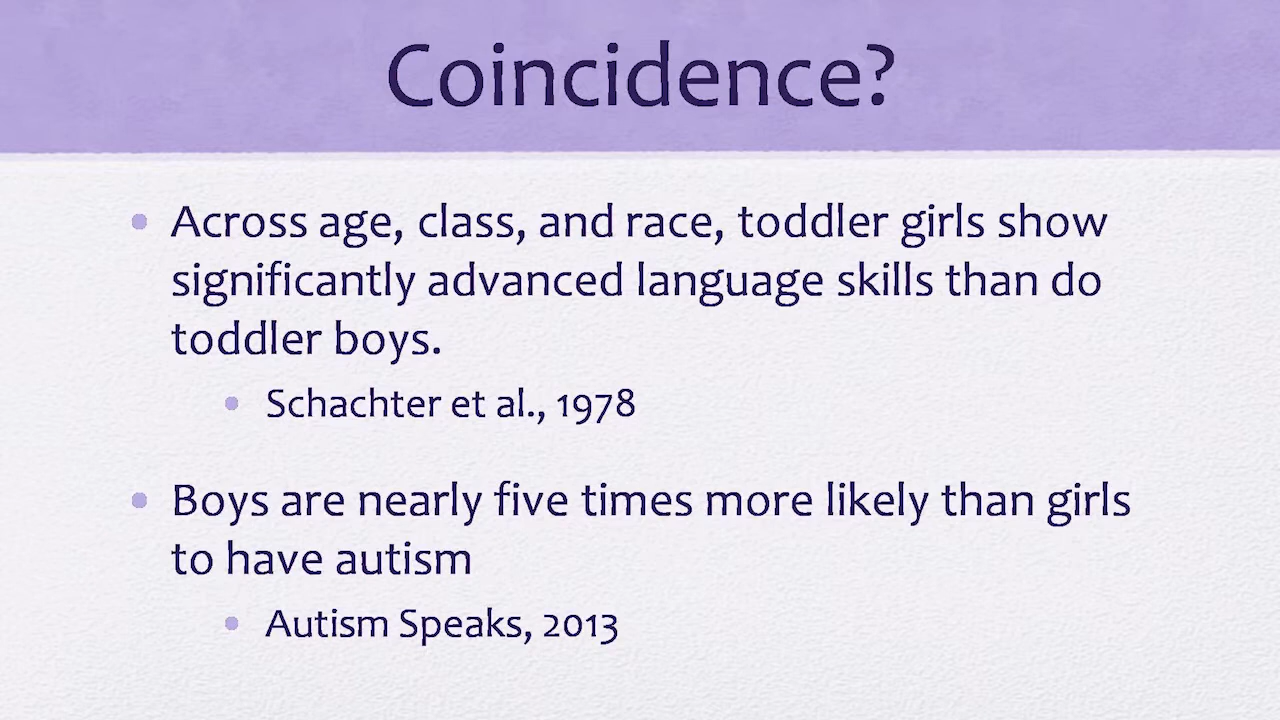 Coincidence?
• Across age, class, and race, toddler girls show
significantly advanced language skills than do
toddler boys.
• Schachter et al., 1978
• Boys are nearly five times more likely than girls
to have autism
• Autism Speaks, 2013